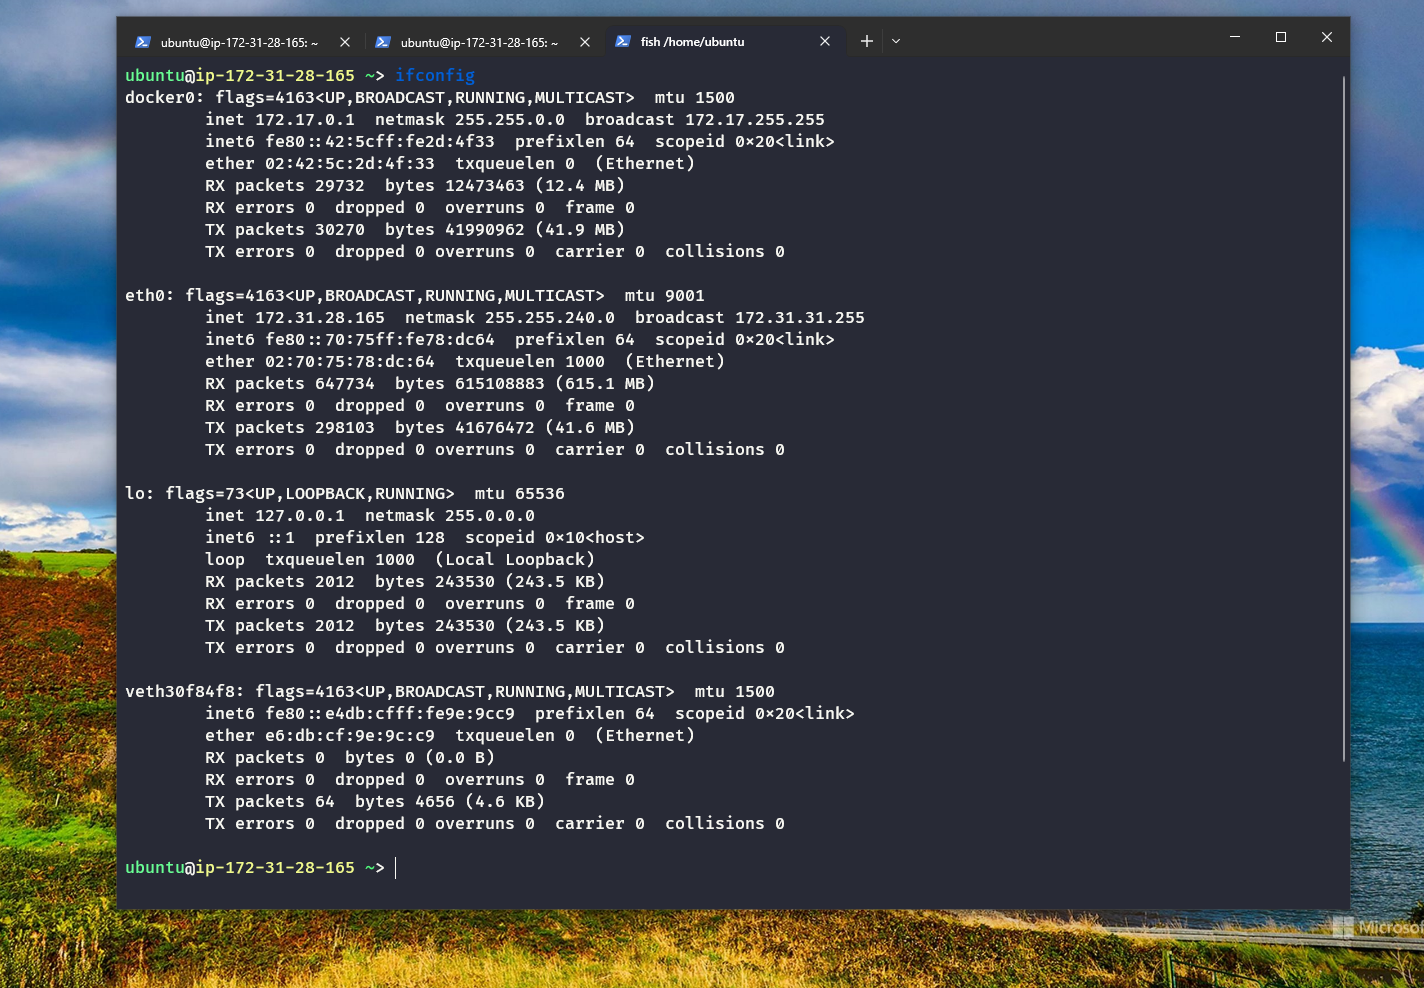 ubuntu@ip-172-31-28-165: ~
ubuntu@ip-172-31-28-165: ~
fish /home/ubuntu
ubuntu@ip-172-31-28-165 ~> ifconfig
docker0: flags=4163<UP,BROADCAST,RUNNING,MULTICAST>  mtu 1500
        inet 172.17.0.1  netmask 255.255.0.0  broadcast 172.17.255.255
        inet6 fe80::42:5cff:fe2d:4f33  prefixlen 64  scopeid 0x20<link>
        ether 02:42:5c:2d:4f:33  txqueuelen 0  (Ethernet)
        RX packets 29732  bytes 12473463 (12.4 MB)
        RX errors 0  dropped 0  overruns 0  frame 0
        TX packets 30270  bytes 41990962 (41.9 MB)
        TX errors 0  dropped 0 overruns 0  carrier 0  collisions 0
eth0: flags=4163<UP,BROADCAST,RUNNING,MULTICAST>  mtu 9001
        inet 172.31.28.165  netmask 255.255.240.0  broadcast 172.31.31.255
        inet6 fe80::70:75ff:fe78:dc64  prefixlen 64  scopeid 0x20<link>
        ether 02:70:75:78:dc:64  txqueuelen 1000  (Ethernet)
        RX packets 647734  bytes 615108883 (615.1 MB)
        RX errors 0  dropped 0  overruns 0  frame 0
        TX packets 298103  bytes 41676472 (41.6 MB)
        TX errors 0  dropped 0 overruns 0  carrier 0  collisions 0
lo: flags=73<UP,LOOPBACK,RUNNING>  mtu 65536
        inet 127.0.0.1  netmask 255.0.0.0
        inet6 ::1  prefixlen 128  scopeid 0x10<host>
        loop  txqueuelen 1000  (Local Loopback)
        RX packets 2012  bytes 243530 (243.5 KB)
        RX errors 0  dropped 0  overruns 0  frame 0
        TX packets 2012  bytes 243530 (243.5 KB)
        TX errors 0  dropped 0 overruns 0  carrier 0  collisions 0
veth30f84f8: flags=4163<UP,BROADCAST,RUNNING,MULTICAST>  mtu 1500
        inet6 fe80::e4db:cfff:fe9e:9cc9  prefixlen 64  scopeid 0x20<link>
        ether e6:db:cf:9e:9c:c9  txqueuelen 0  (Ethernet)
        RX packets 0  bytes 0 (0.0 B)
        RX errors 0  dropped 0  overruns 0  frame 0
        TX packets 64  bytes 4656 (4.6 KB)
        TX errors 0  dropped 0 overruns 0  carrier 0  collisions 0
ubuntu@ip-172-31-28-165 ~>
Microsof